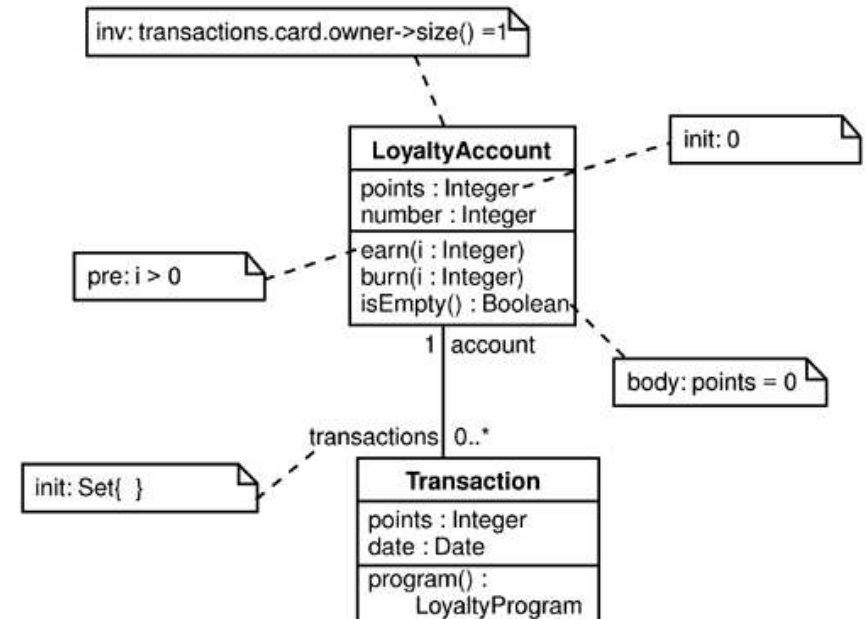 inv: transactions.card.owner->size() =1
LoyaltyAccount
init: 0
points : Integer
number : Integer
earn(i : Integer)
pre: i > 0
burn(i : Integer)
isEmpty() : Boolean
1 account
body: points = 0
transactions 0..*
init: Set{ }
Transaction
points : Integer
date : Date
program() :
LoyaltyProgram